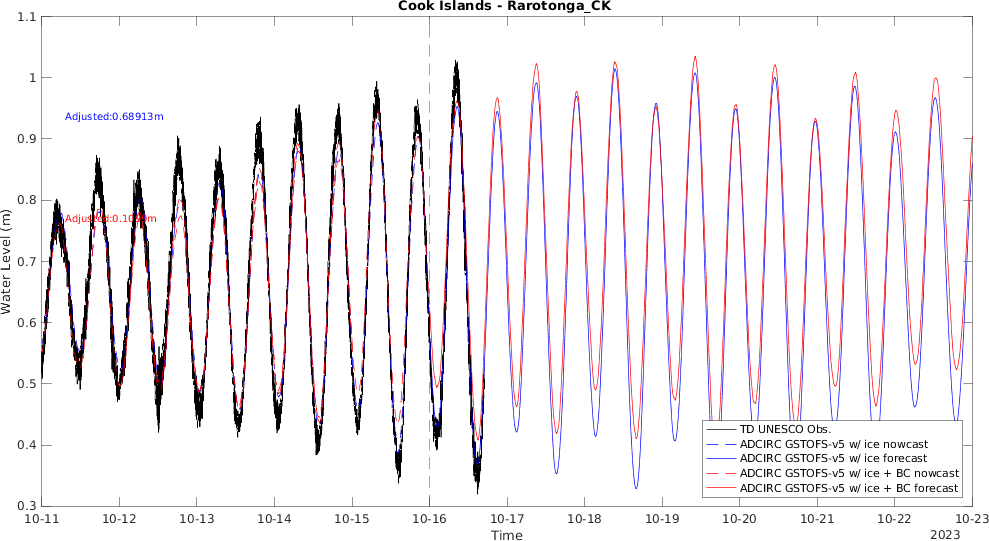 Cook Islands - Rarotonga_CK
1.1
1
0.9
0.8
0.7
0.6
0.5
0.4
0.3
Water Level (m)
Adjusted:0.68913m
10-11
10-12
10-13
10-14
10-15
10-16
10-17
10-18
10-19
10-20
10-21
10-22
10-23
Time
2023
TD UNESCO Obs.
ADCIRC GSTOFS-v5 w/ ice nowcast
ADCIRC GSTOFS-v5 w/ ice forecast
ADCIRC GSTOFS-v5 w/ ice + BC nowcast
ADCIRC GSTOFS-v5 w/ ice + BC forecast